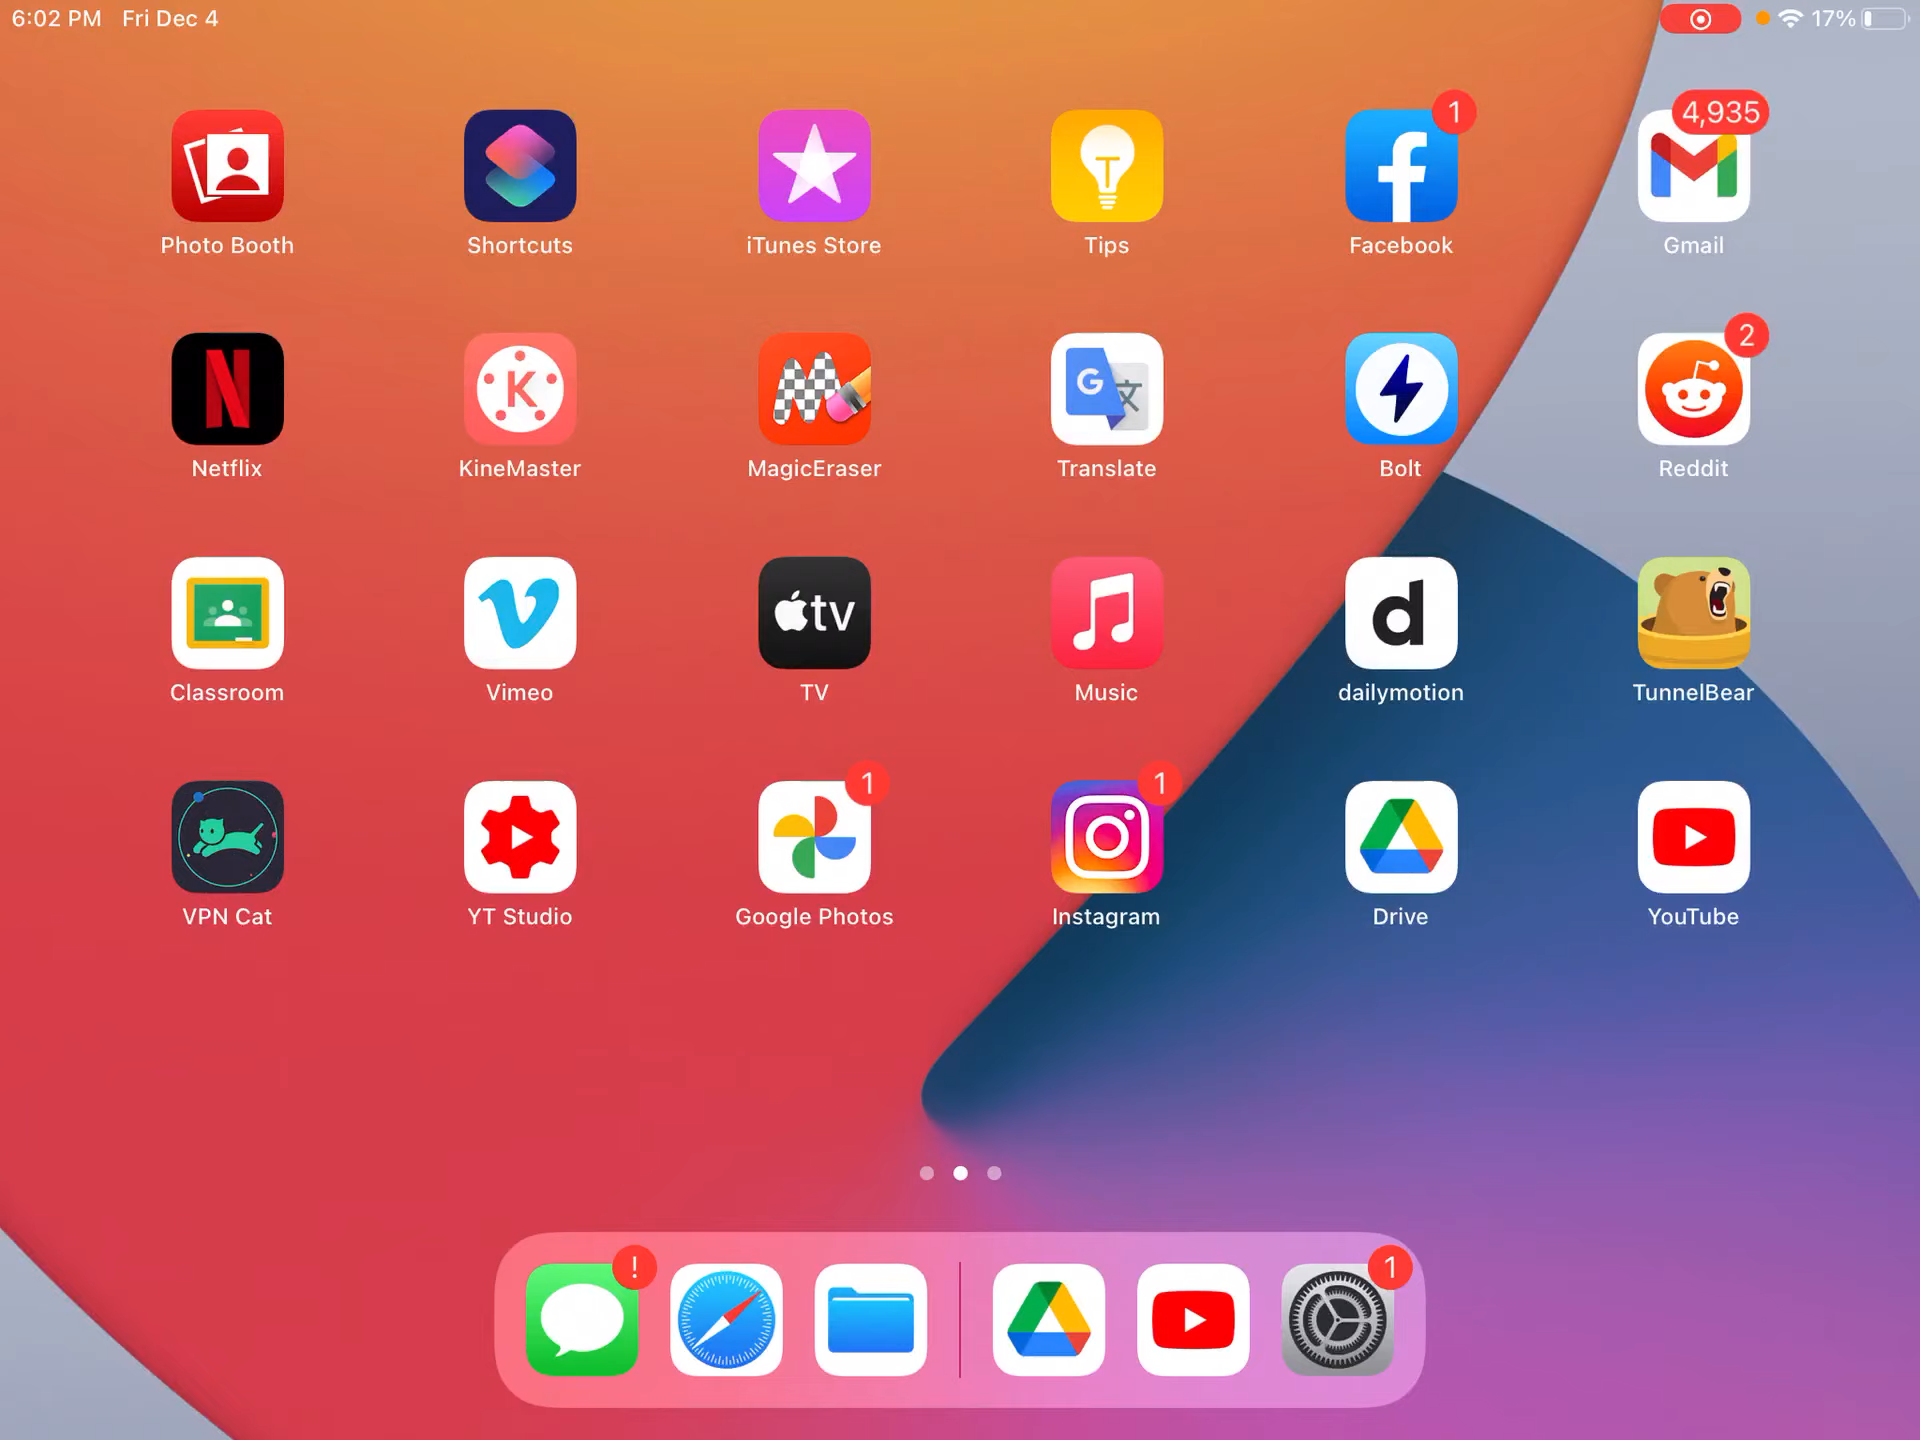 6:02 PM Fri Dec 4 17%
1 4,935
T
Photo Booth Shortcuts iTunes Store Tips Facebook Gmail
2
N K M G 文
Netflix KineMaster MagicEraser Translate Bolt Reddit
tv d
Classroom Vimeo TV Music dailymotion TunnelBear
1 1
VPN Cat YT Studio Google Photos Instagram Drive YouTube
! 1